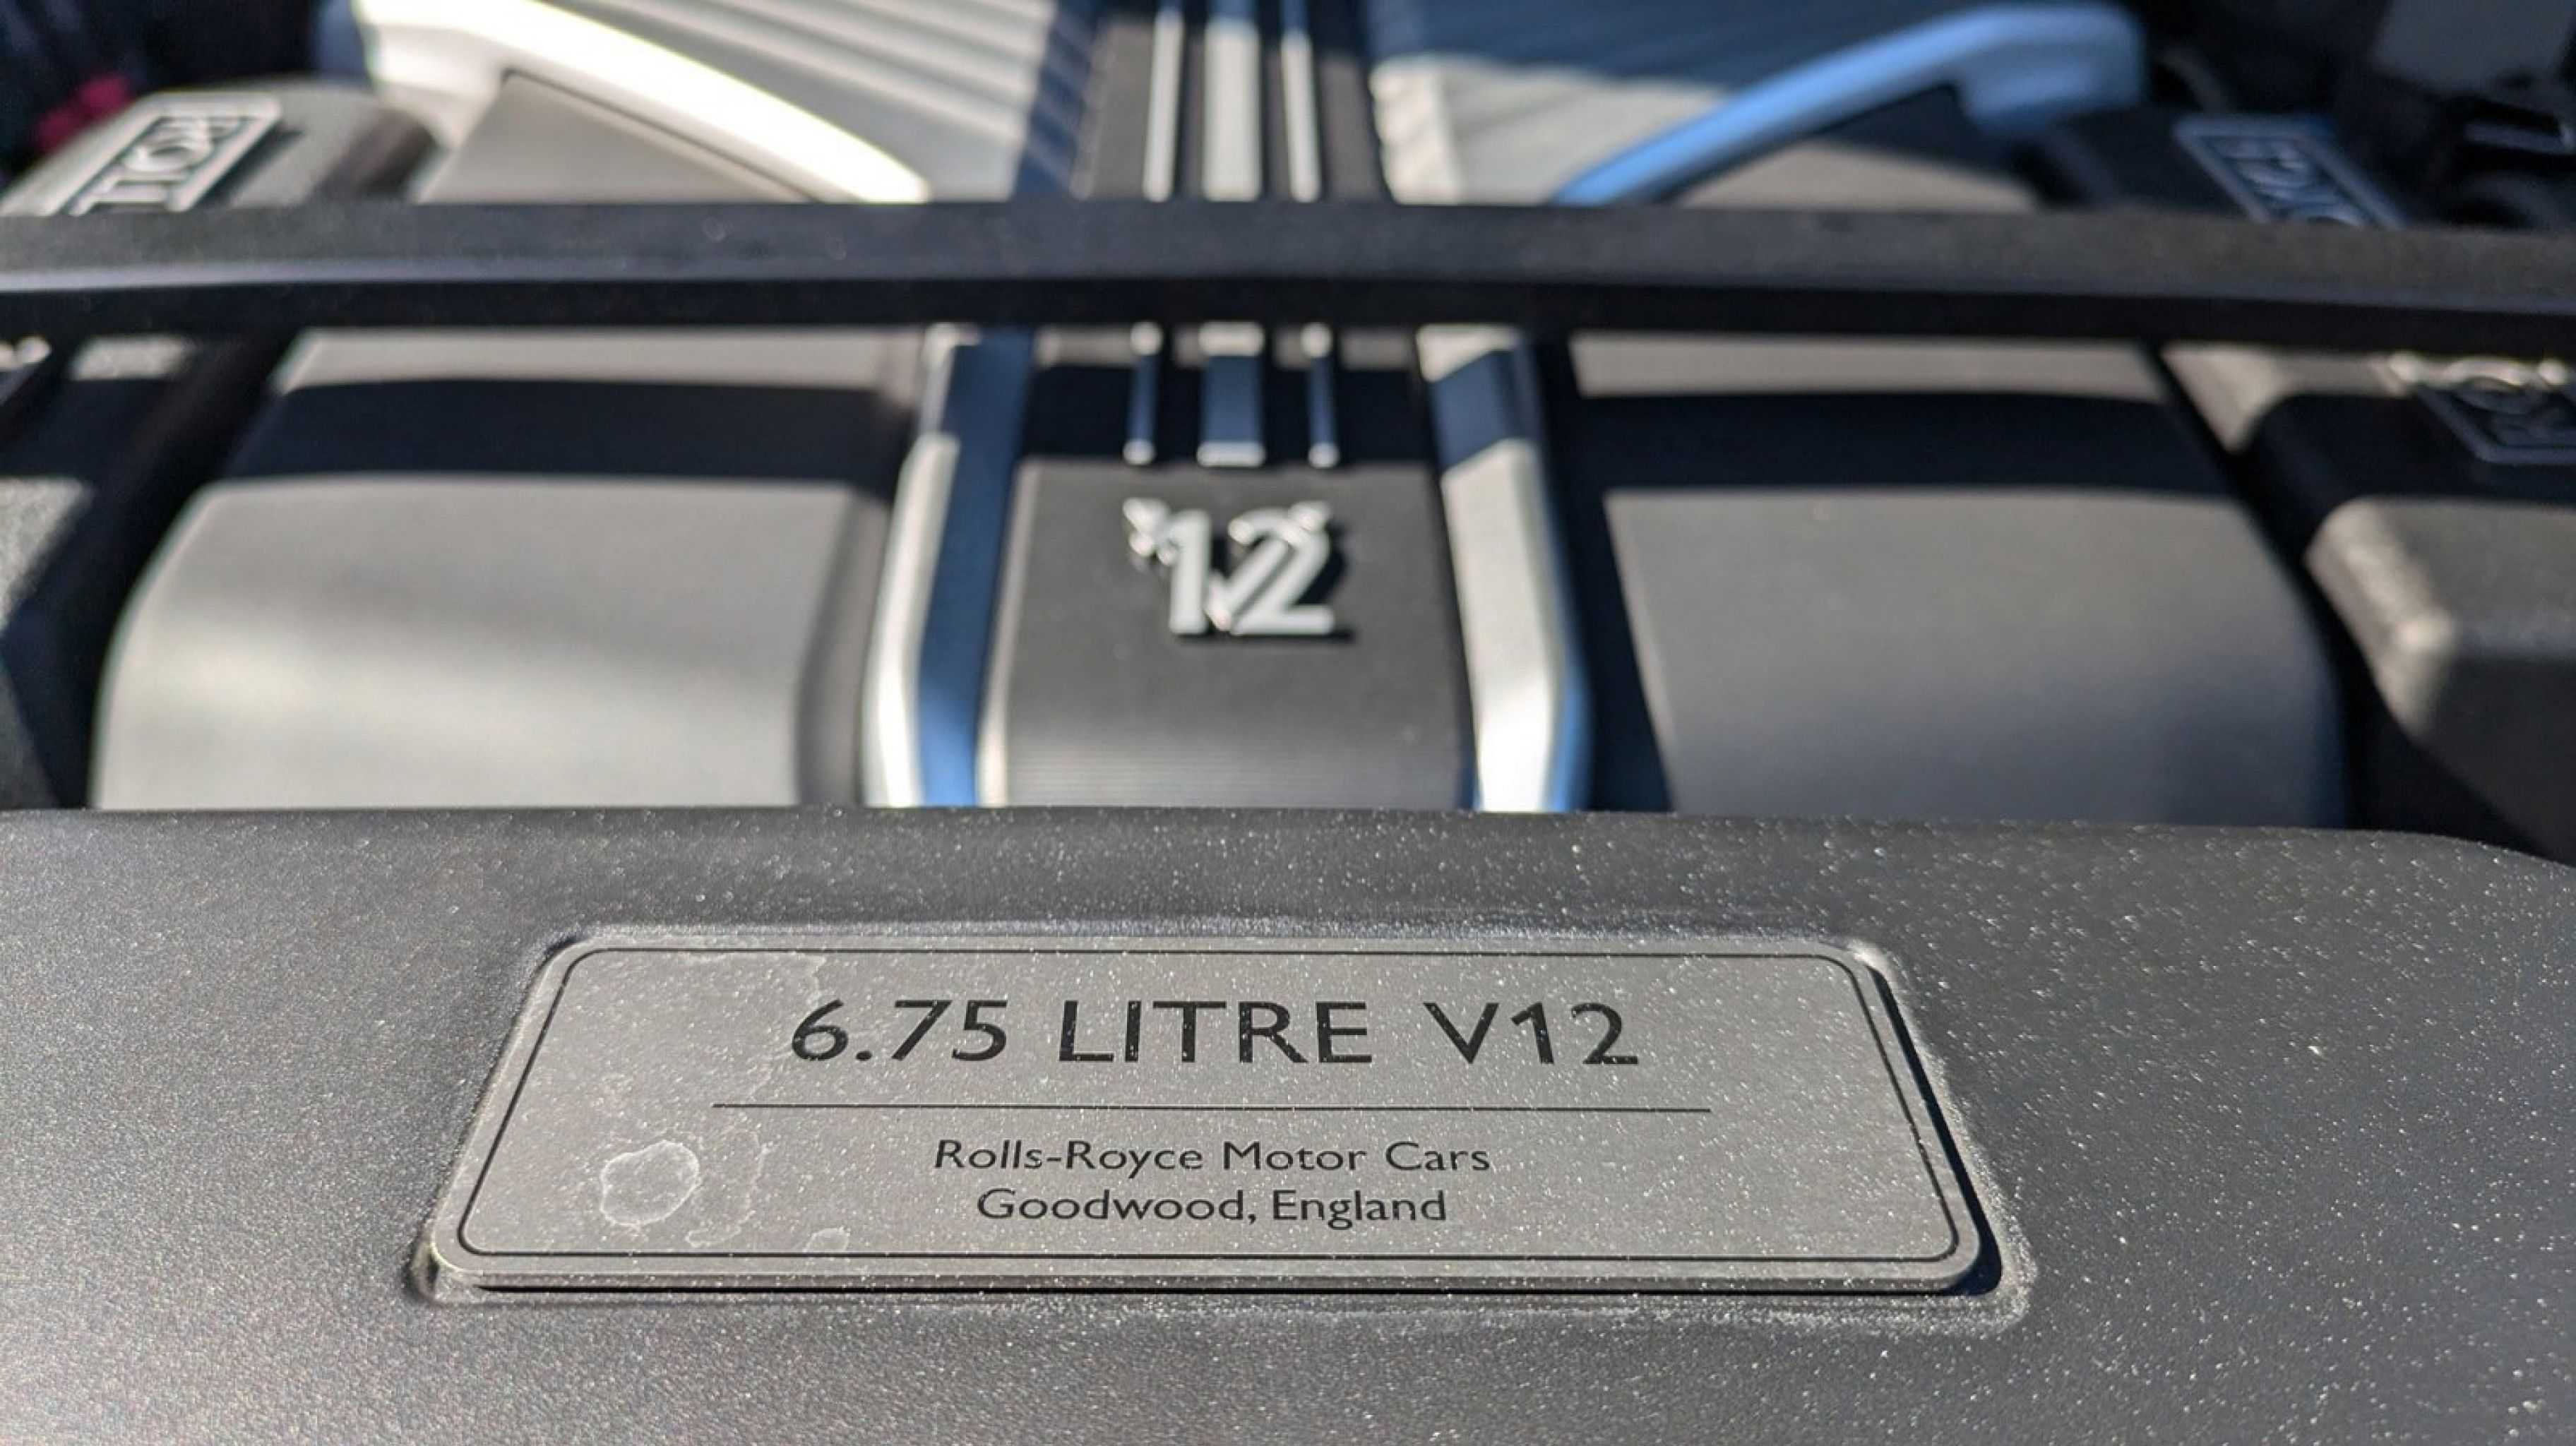 V12
6.75 LITRE V12
Rolls-Royce Motor Cars
Goodwood, England